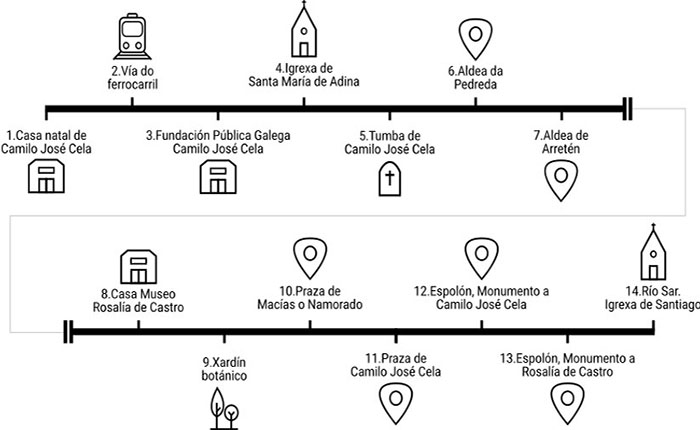 2.Vía do
ferrocarril
4.Igrexa de
Santa María de Adina
6.Aldea da
Pedreda
1.Casa natal de
Camilo José Cela
3.Fundación Pública Galega
Camilo José Cela
5.Tumba de
Camilo José Cela
7.Aldea de
Arretén
8.Casa Museo
Rosalía de Castro
10.Praza de
Macías o Namorado
12.Espolón, Monumento a
Camilo José Cela
14.Río Sar.
Igrexa de Santiago
9.Xardín
botánico
11.Praza de
Camilo José Cela
13.Espolón, Monumento a
Rosalía de Castro